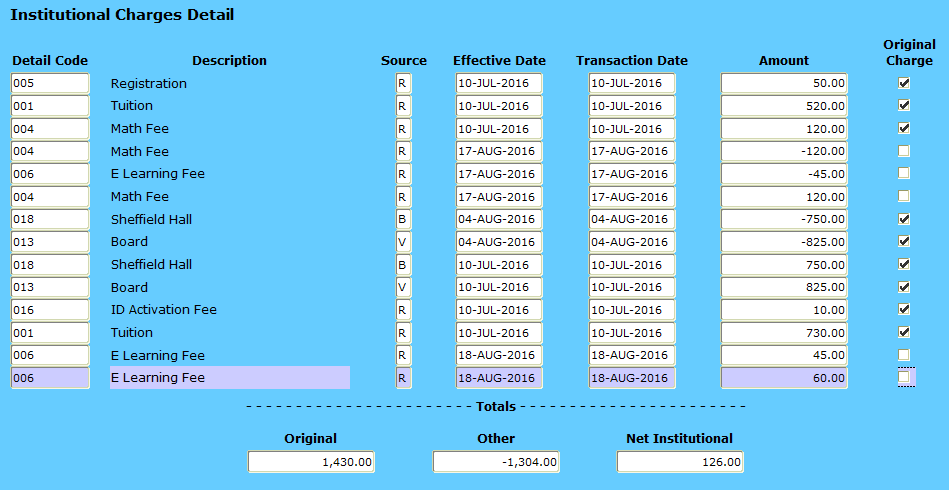 Institutional Charges Detail
Original
Detail Code Description Source Effective Date Transaction Date Amount Charge
005 Registration R 10-JUL-2016 10-JUL-2016 50.00
001 Tuition R 10-JUL-2016 10-JUL-2016 520.00
004 Math Fee R 10-JUL-2016 10-JUL-2016 120.00
004 Math Fee R 17-AUG-2016 17-AUG-2016 -120.00
006 E Learning Fee R 17-AUG-2016 17-AUG-2016 -45.00
004 Math Fee R 17-AUG-2016 17-AUG-2016 120.00
018 Sheffield Hall B 04-AUG-2016 04-AUG-2016 -750.00
013 Board V 04-AUG-2016 04-AUG-2016 -825.00
018 Sheffield Hall B 10-JUL-2016 10-JUL-2016 750.00
013 Board V 10-JUL-2016 10-JUL-2016 825.00
016 ID Activation Fee R 10-JUL-2016 10-JUL-2016 10.00
001 Tuition R 10-JUL-2016 10-JUL-2016 730.00
006 E Learning Fee R 18-AUG-2016 18-AUG-2016 45.00
006 E Learning Fee R 18-AUG-2016 18-AUG-2016 60.00
- - - - - - - - - - - - - - - - - - - - - - - Totals - - - - - - - - - - - - - - - - - - - - - - -
Original Other Net Institutional
1,430.00 -1,304.00 126.00